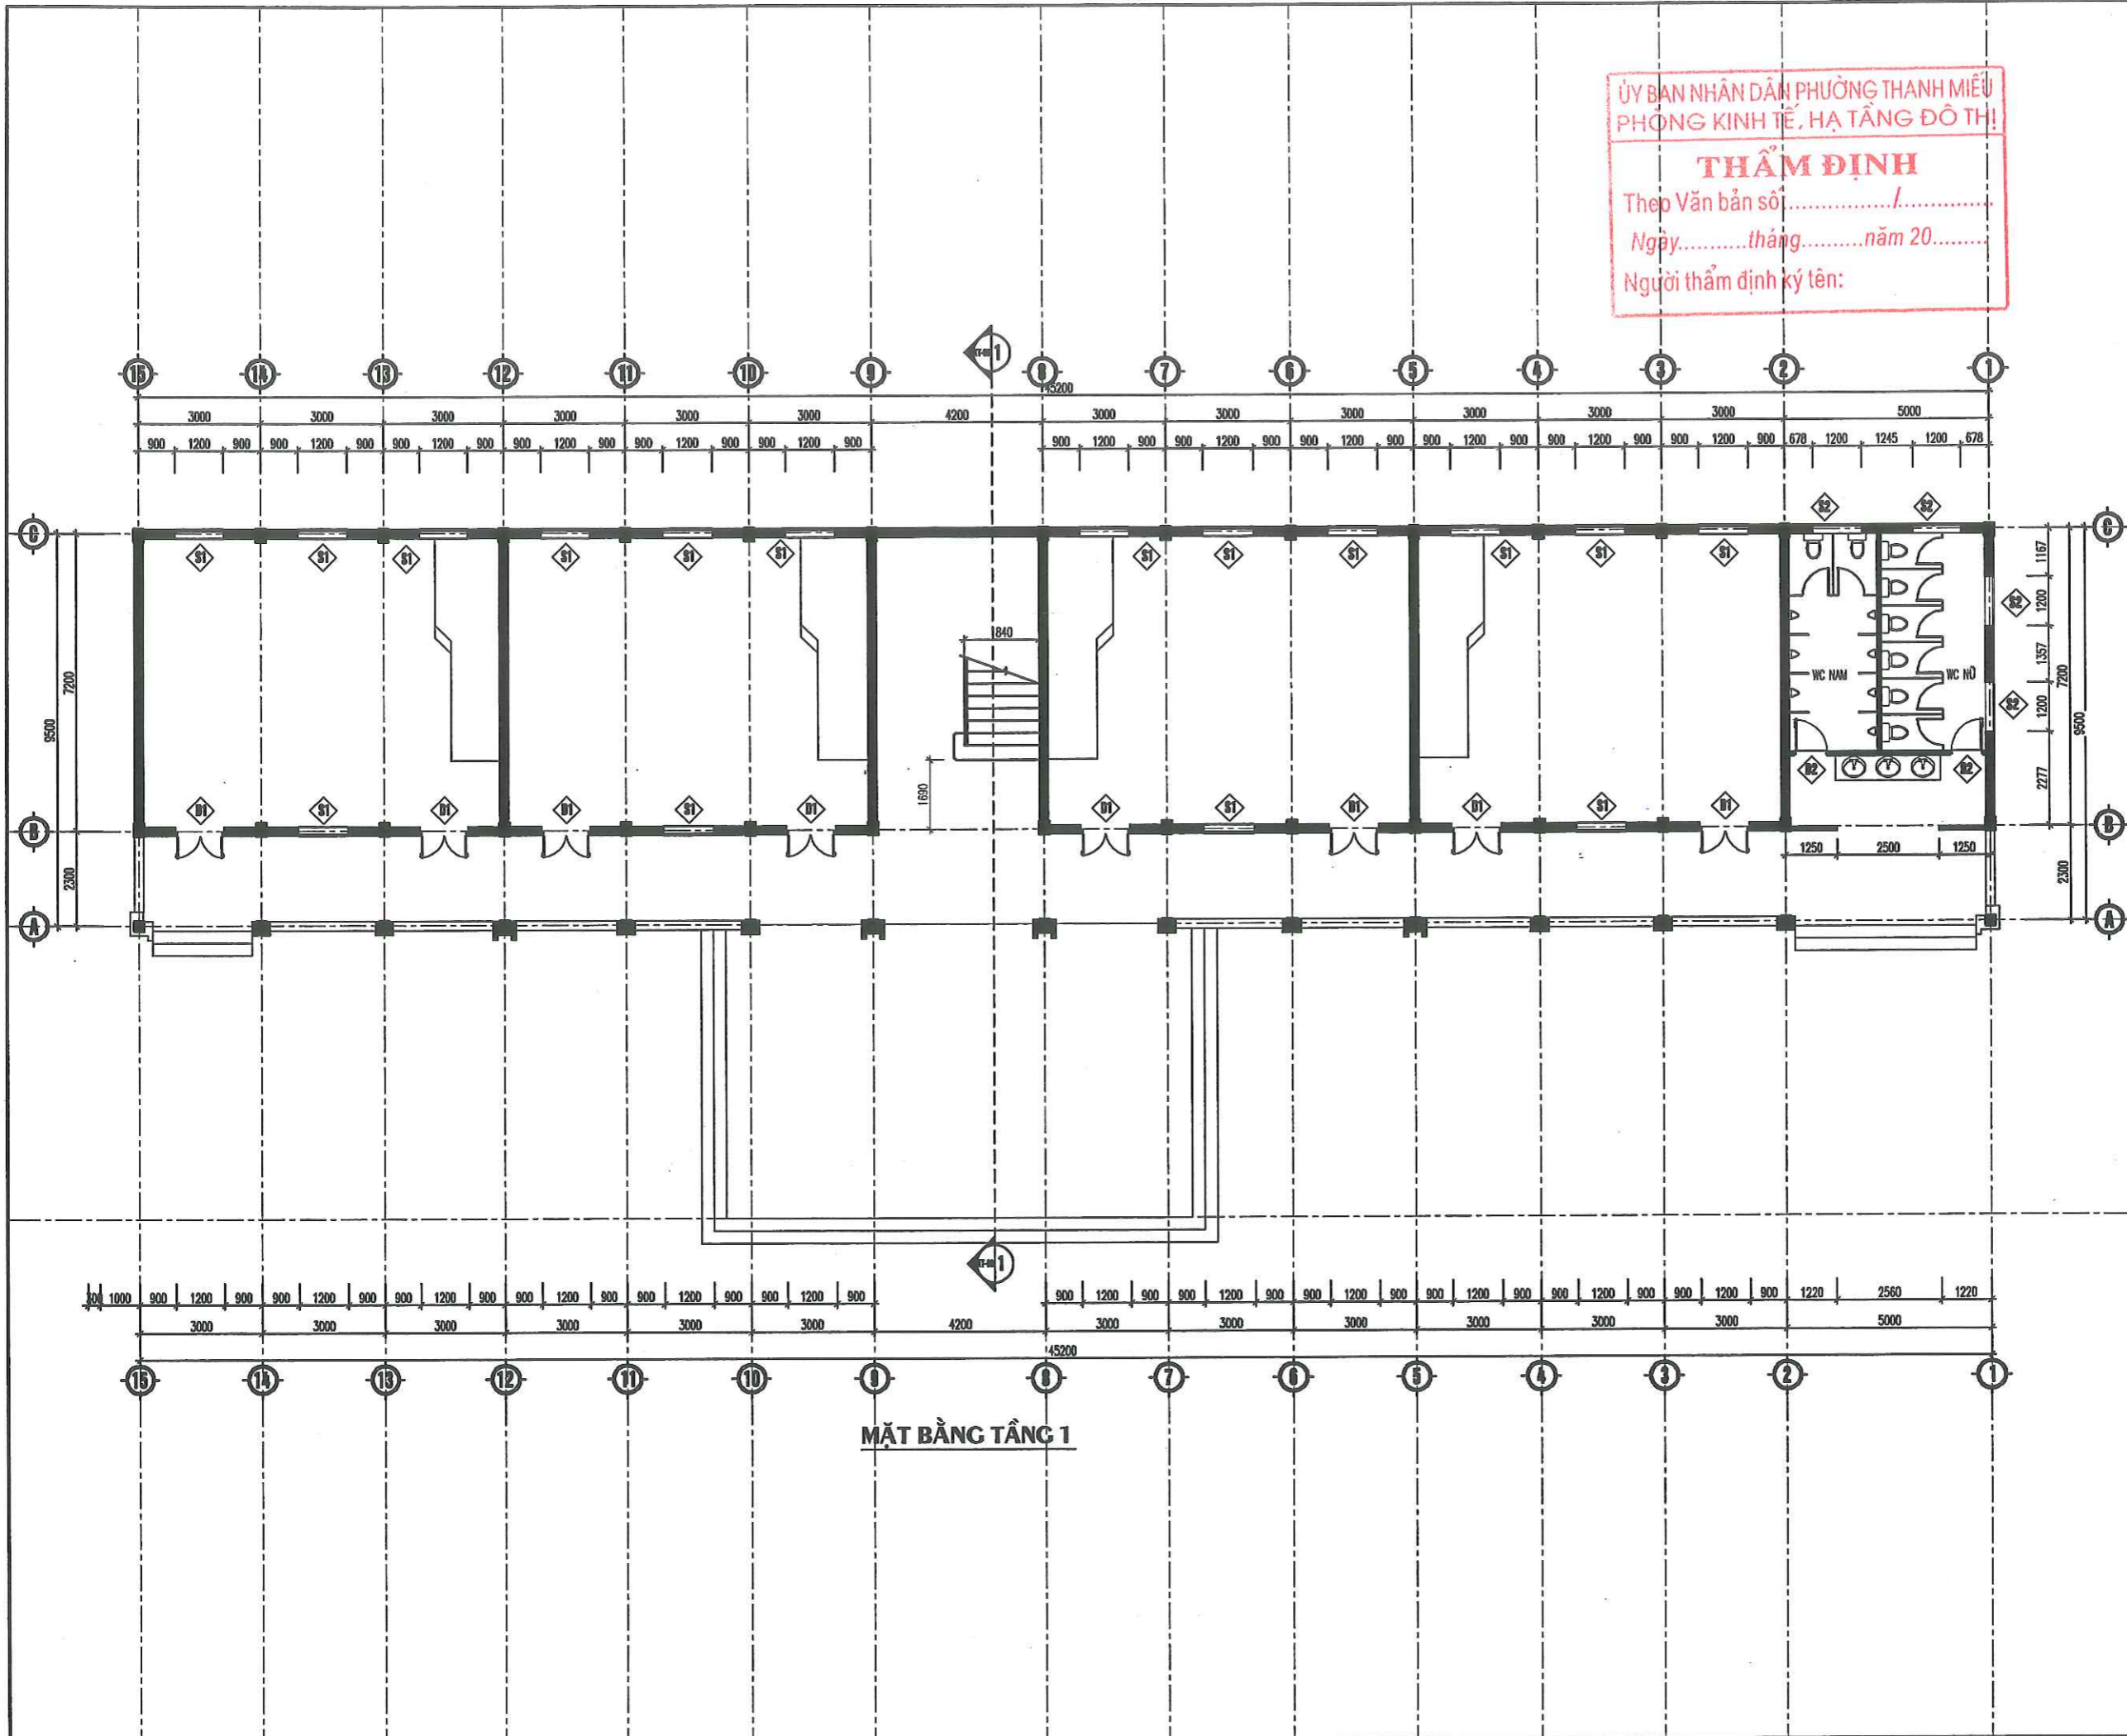 ỦY BAN NHÂN DÂN PHƯỜNG THANH MIẾU
PHÒNG KINH TẾ, HẠ TẦNG ĐÔ THỊ
THẨM ĐỊNH
Theo Văn bản số:................/...............
Ngày...........tháng..........năm 20.........
Người thẩm định ký tên:
1
15 14 13 12 11 10 9 8 7 6 5 4 3 2 1
45200
3000 3000 3000 3000 3000 3000 4200 3000 3000 3000 3000 3000 3000 5000
900 1200 900 900 1200 900 900 1200 900 900 1200 900 900 1200 900 900 1200 900 900 1200 900 900 1200 900 900 1200 900 900 1200 900 900 1200 900 900 1200 900 678 1200 1245 1200 678
S2 S2
C C
S1 S1 S1 S1 S1 S1 S1 S1 S1 S1 S1 S1
1167
1200
S2
1357
1200
S2
2277
7200
9500
7200
9500
1840
WC NAM WC NỮ
1690
D2 D2
D1 S1 D1 D1 S1 D1 D1 S1 D1 D1 S1 D1
B B
1250 2500 1250
2300 2300
A A
1
1000 900 1200 900 900 1200 900 900 1200 900 900 1200 900 900 1200 900 900 1200 900 900 1200 900 900 1200 900 900 1200 900 900 1200 900 900 1200 900 900 1200 900 1220 2560 1220
3000 3000 3000 3000 3000 3000 4200 3000 3000 3000 3000 3000 3000 5000
45200
15 14 13 12 11 10 9 8 7 6 5 4 3 2 1
MẶT BẰNG TẦNG 1